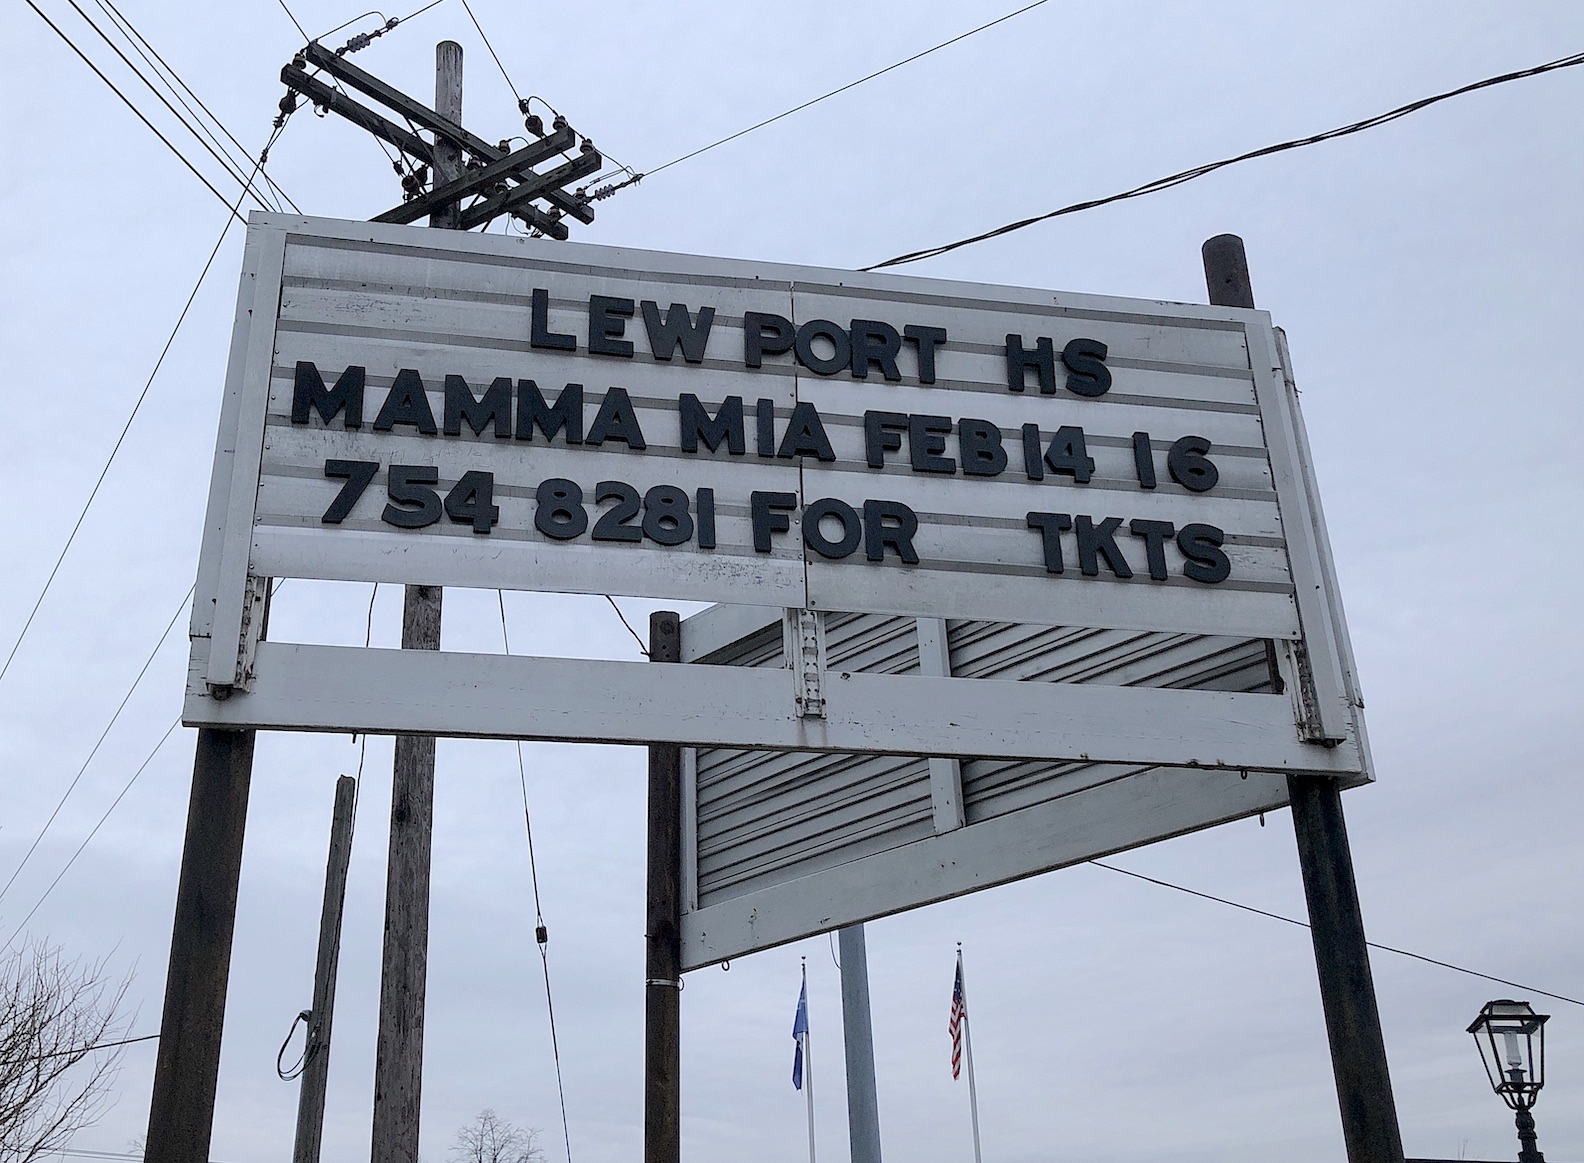 LEW PORT HS
MAMMA MIA FEB 14 16
754 8281 FOR TKTS